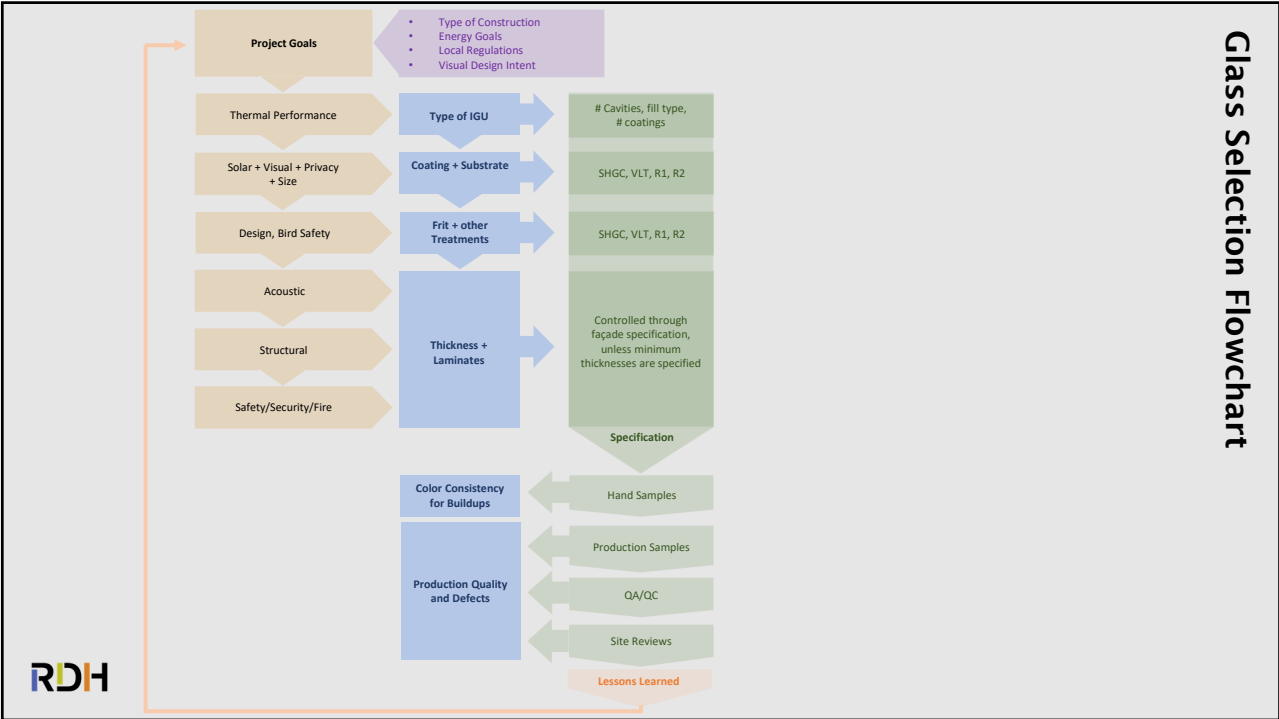 Glass Selection Flowchart
Project Goals
• Type of Construction
• Energy Goals
• Local Regulations
• Visual Design Intent
Thermal Performance
Type of IGU
# Cavities, fill type,
# coatings
Solar + Visual + Privacy
+ Size
Coating + Substrate
SHGC, VLT, R1, R2
Design, Bird Safety
Frit + other
Treatments
SHGC, VLT, R1, R2
Acoustic
Structural
Safety/Security/Fire
Thickness +
Laminates
Controlled through
façade specification,
unless minimum
thicknesses are specified
Specification
Color Consistency
for Buildups
Hand Samples
Production Quality
and Defects
Production Samples
QA/QC
Site Reviews
Lessons Learned
RDH